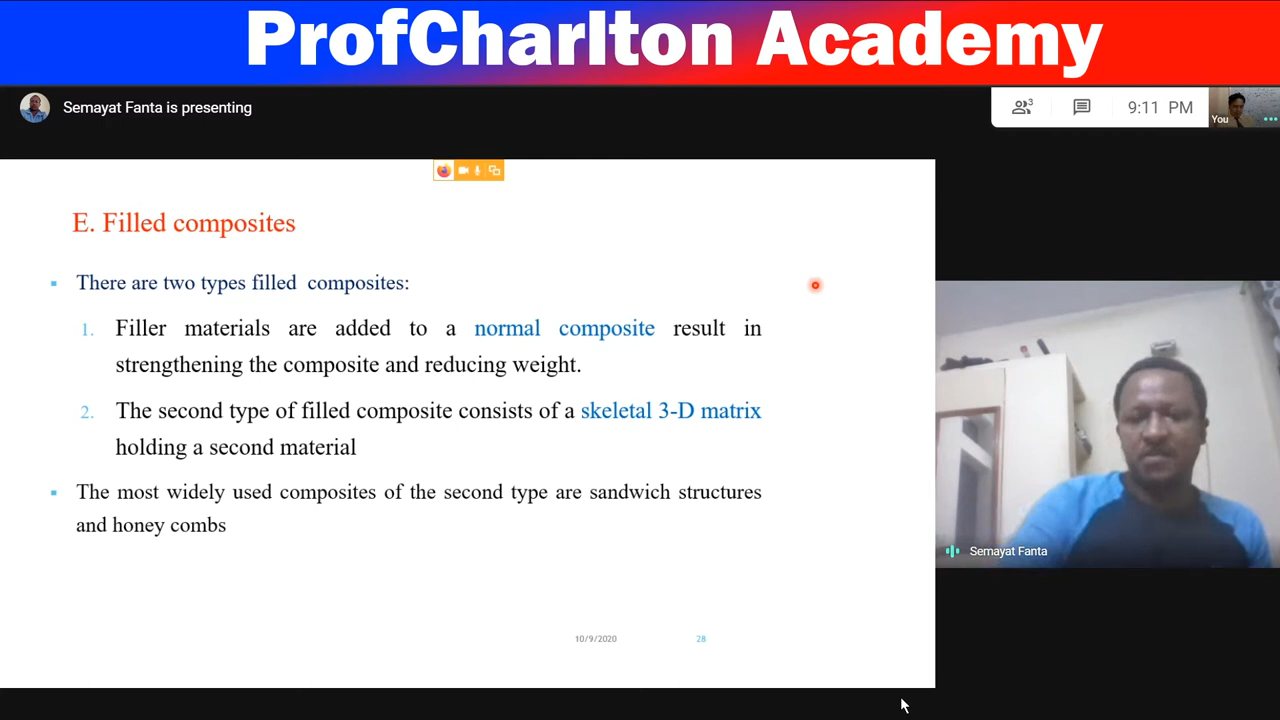 ProfCharlton Academy
Semayat Fanta is presenting
3
9:11 PM
You
E. Filled composites
There are two types filled composites:
1. Filler materials are added to a normal composite result in
strengthening the composite and reducing weight.
2. The second type of filled composite consists of a skeletal 3-D matrix
holding a second material
The most widely used composites of the second type are sandwich structures
and honey combs
Semayat Fanta
10/9/2020
28